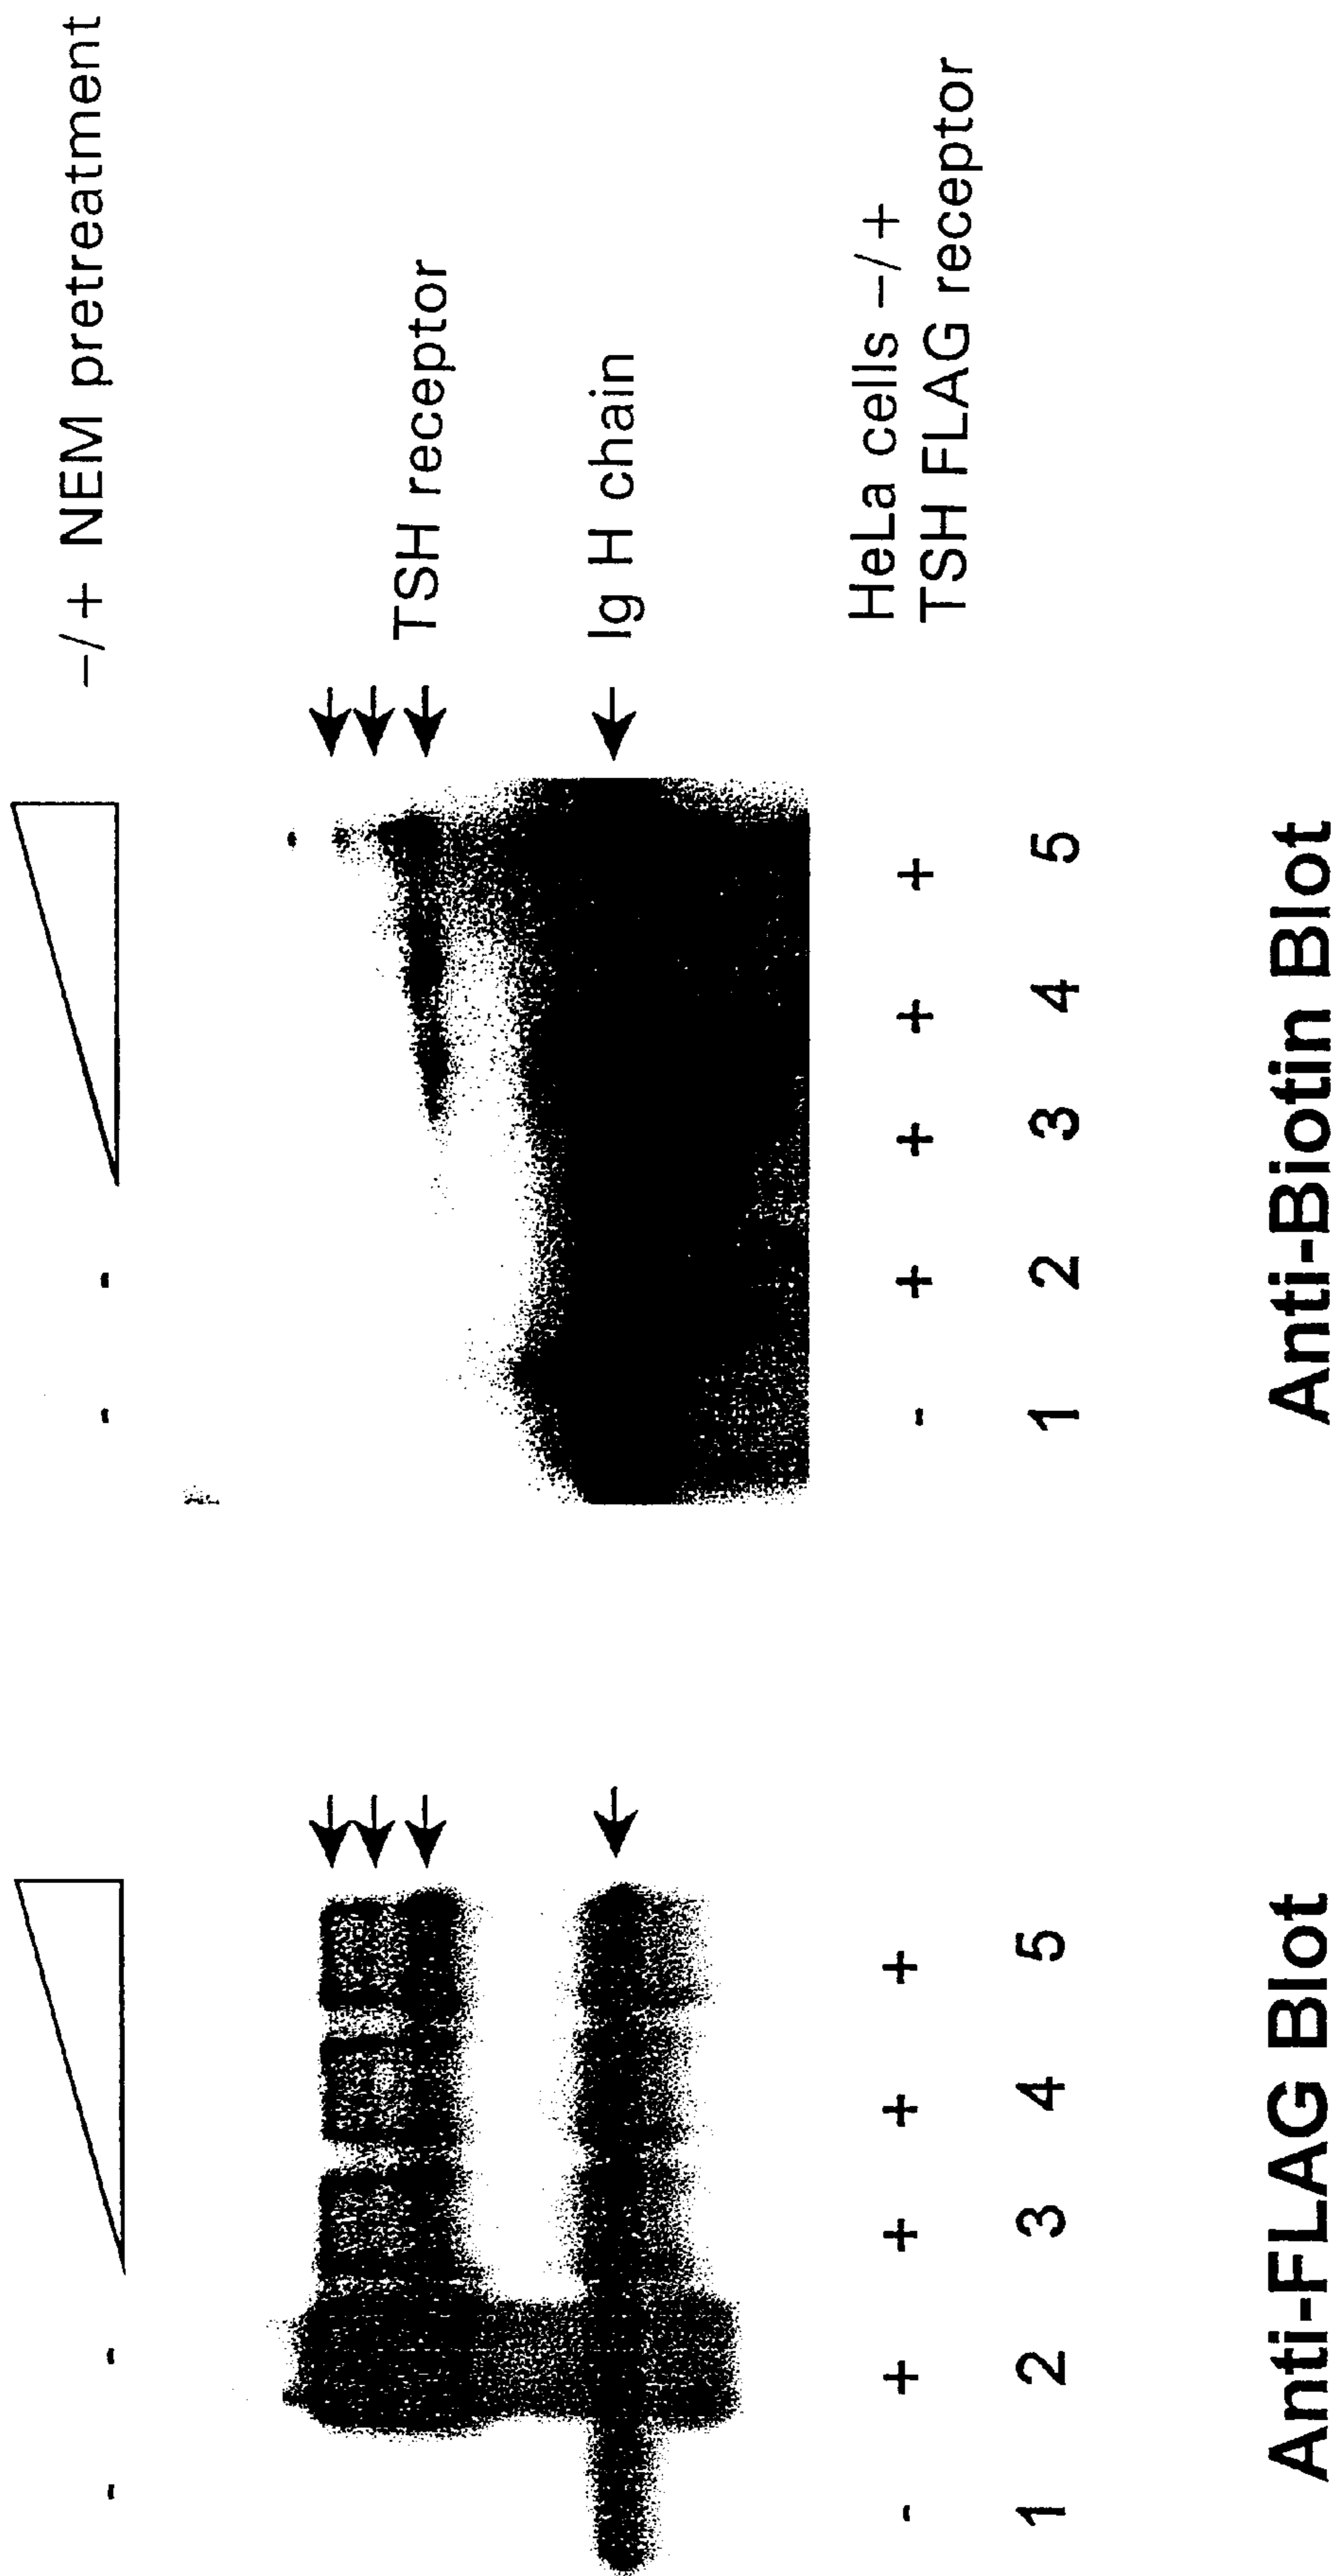 - - −/+ NEM pretreatment
TSH receptor
Ig H chain
- + + + + - + + + + HeLa cells −/+
TSH FLAG receptor
1 2 3 4 5 1 2 3 4 5
Anti-FLAG Blot Anti-Biotin Blot